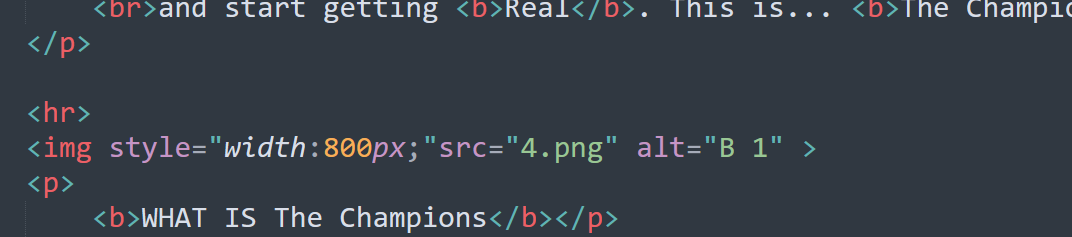 <br>and start getting <b>Real</b>. This is... <b>The Champio
</p>
<hr>
<img style="width:800px;"src="4.png" alt="B 1" >
<p>
<b>WHAT IS The Champions</b></p>